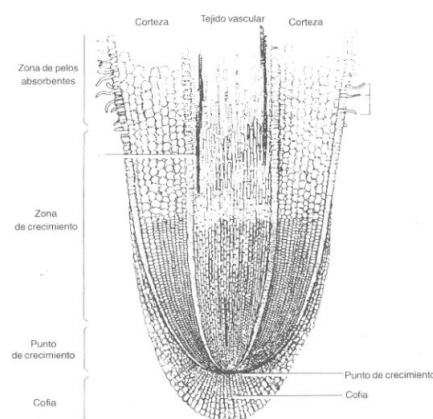 Corteza
Tejido vascular
Corteza
Zona de pelos
absorbentes
Zona
de crecimiento
Punto
de crecimiento
Punto de crecimiento
Cofia
Cofia